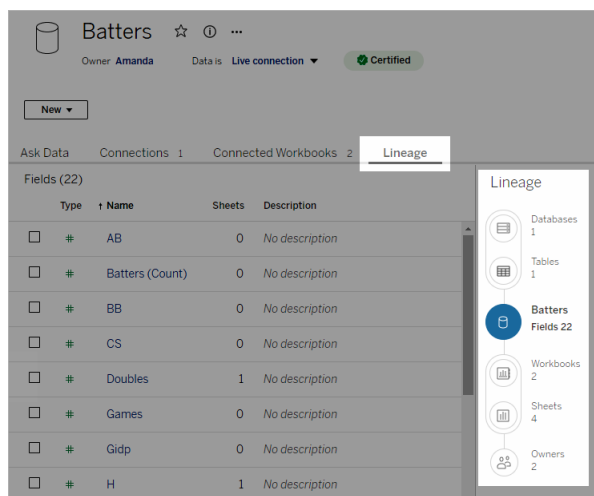 Batters
Owner Amanda Data is Live connection
Certified
New
Ask Data Connections 1 Connected Workbooks 2 Lineage
Fields (22)
Type ↑ Name Sheets Description
# AB 0 No description
# Batters (Count) 0 No description
# BB 0 No description
# CS 0 No description
# Doubles 1 No description
# Games 0 No description
# Gidp 0 No description
# H 1 No description
Lineage
Databases
1
Tables
1
Batters
Fields 22
Workbooks
2
Sheets
4
Owners
2